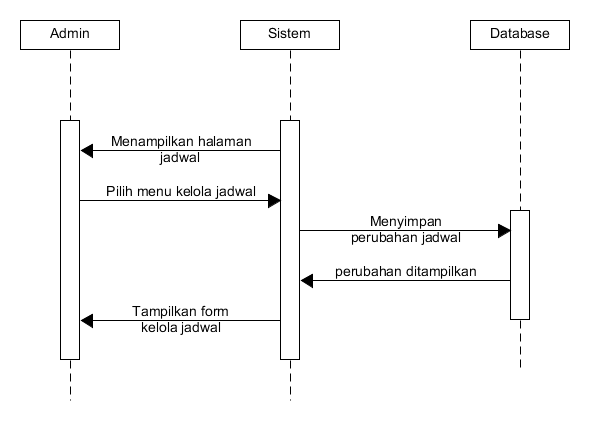 Admin
Sistem
Database
Menampilkan halaman
jadwal
Pilih menu kelola jadwal
Menyimpan
perubahan jadwal
perubahan ditampilkan
Tampilkan form
kelola jadwal